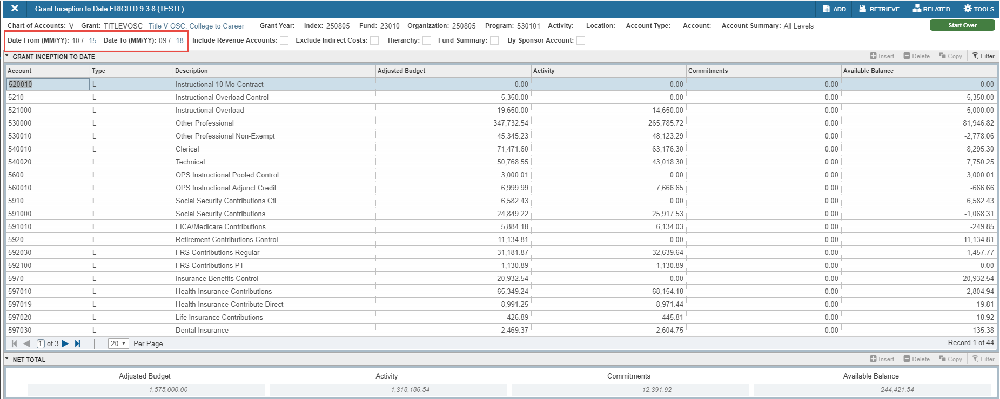 Grant Inception to Date FRIGITD 9.3.8 (TESTL) ADD RETRIEVE RELATED TOOLS
Chart of Accounts: V Grant: TITLEVOSC Title V OSC: College to Career Grant Year: Index: 250805 Fund: 23010 Organization: 250805 Program: 530101 Activity: Location: Account Type: Account: Account Summary: All Levels Start Over
Date From (MM/YY): 10 / 15 Date To (MM/YY): 09 / 18 Include Revenue Accounts: Exclude Indirect Costs: Hierarchy: Fund Summary: By Sponsor Account:
GRANT INCEPTION TO DATE Insert Delete Copy Filter
Account Type Description Adjusted Budget Activity Commitments Available Balance
520010 L Instructional 10 Mo Contract 0.00 0.00 0.00 0.00
5210 L Instructional Overload Control 5,350.00 0.00 0.00 5,350.00
521000 L Instructional Overload 19,650.00 14,650.00 0.00 5,000.00
530000 L Other Professional 347,732.54 265,785.72 0.00 81,946.82
530010 L Other Professional Non-Exempt 45,345.23 48,123.29 0.00 -2,778.06
540010 L Clerical 71,471.60 63,176.30 0.00 8,295.30
540020 L Technical 50,768.55 43,018.30 0.00 7,750.25
5600 L OPS Instructional Pooled Control 3,000.01 0.00 0.00 3,000.01
560010 L OPS Instructional Adjunct Credit 6,999.99 7,666.65 0.00 -666.66
5910 L Social Security Contributions Ctl 6,582.43 0.00 0.00 6,582.43
591000 L Social Security Contributions 24,849.22 25,917.53 0.00 -1,068.31
591010 L FICA/Medicare Contributions 5,884.18 6,134.03 0.00 -249.85
5920 L Retirement Contributions Control 11,134.81 0.00 0.00 11,134.81
592030 L FRS Contributions Regular 31,181.87 32,639.64 0.00 -1,457.77
592100 L FRS Contributions PT 1,130.89 1,130.89 0.00 0.00
5970 L Insurance Benefits Control 20,932.54 0.00 0.00 20,932.54
597010 L Health Insurance Contributions 65,349.24 68,154.18 0.00 -2,804.94
597019 L Health Insurance Contribute Direct 8,991.25 8,971.44 0.00 19.81
597020 L Life Insurance Contributions 426.89 445.81 0.00 -18.92
597030 L Dental Insurance 2,469.37 2,604.75 0.00 -135.38
1 of 3 20 Per Page Record 1 of 44
NET TOTAL Insert Delete Copy Filter
Adjusted Budget Activity Commitments Available Balance
1,575,000.00 1,318,186.54 12,391.92 244,421.54